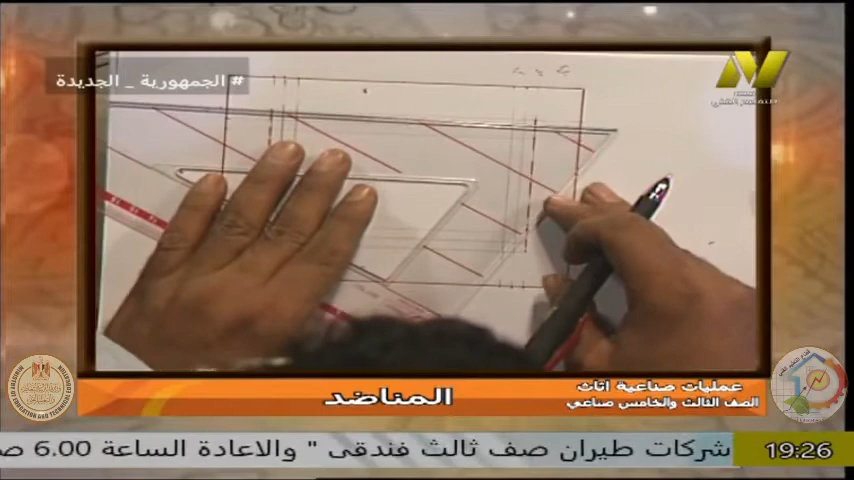 # الجمهورية _ الجديدة
عمليات صناعية اثاث
الصف الثالث والخامس صناعي
المناضد
شركات طيران صف ثالث فندقى " والاعادة الساعة 6.00 ص
19:26